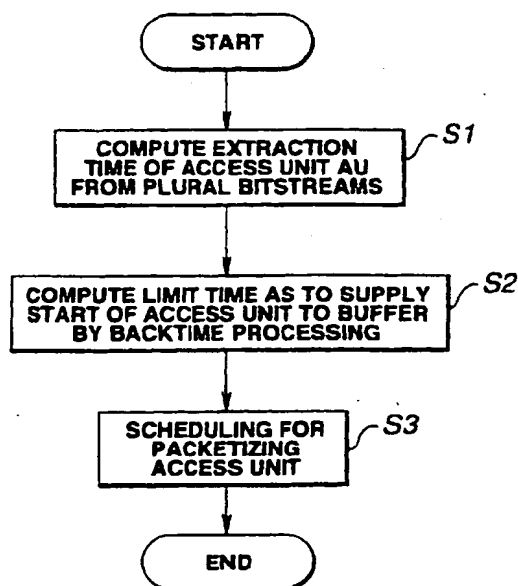 START
COMPUTE EXTRACTION
TIME OF ACCESS UNIT AU
FROM PLURAL BITSTREAMS
S1
COMPUTE LIMIT TIME AS TO SUPPLY
START OF ACCESS UNIT TO BUFFER
BY BACKTIME PROCESSING
S2
SCHEDULING FOR
PACKETIZING
ACCESS UNIT
S3
END